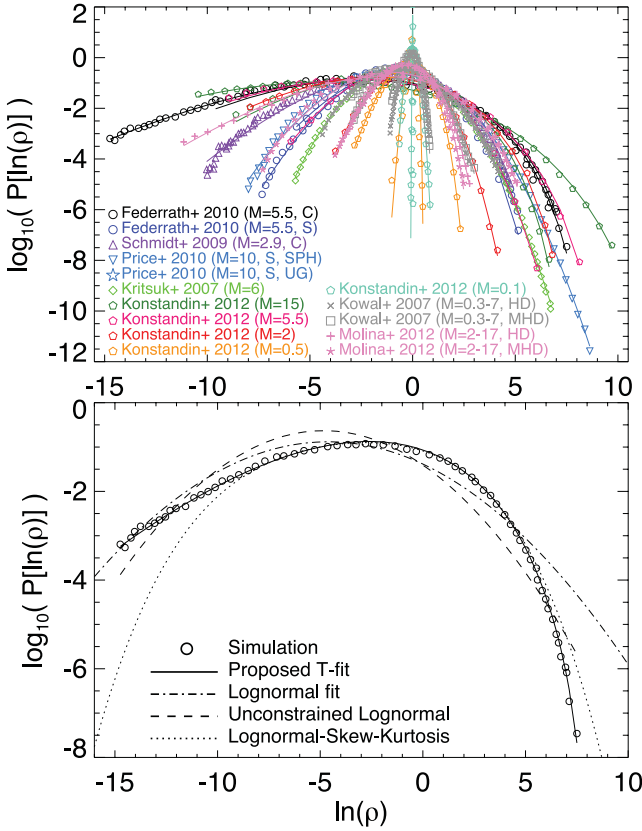 2
0
-2
-4
-6
-8
-10
-12
log₁₀( P[ln(ρ)] )
Federrath+ 2010 (M=5.5, C)
Federrath+ 2010 (M=5.5, S)
Schmidt+ 2009 (M=2.9, C)
Price+ 2010 (M=10, S, SPH)
Price+ 2010 (M=10, S, UG)
Kritsuk+ 2007 (M=6)
Konstandin+ 2012 (M=15)
Konstandin+ 2012 (M=5.5)
Konstandin+ 2012 (M=2)
Konstandin+ 2012 (M=0.5)
Konstandin+ 2012 (M=0.1)
Kowal+ 2007 (M=0.3-7, HD)
Kowal+ 2007 (M=0.3-7, MHD)
Molina+ 2012 (M=2-17, HD)
Molina+ 2012 (M=2-17, MHD)
-15 -10 -5 0 5 10
0
-2
-4
-6
-8
log₁₀( P[ln(ρ)] )
Simulation
Proposed T-fit
Lognormal fit
Unconstrained Lognormal
Lognormal-Skew-Kurtosis
-15 -10 -5 0 5 10
ln(ρ)